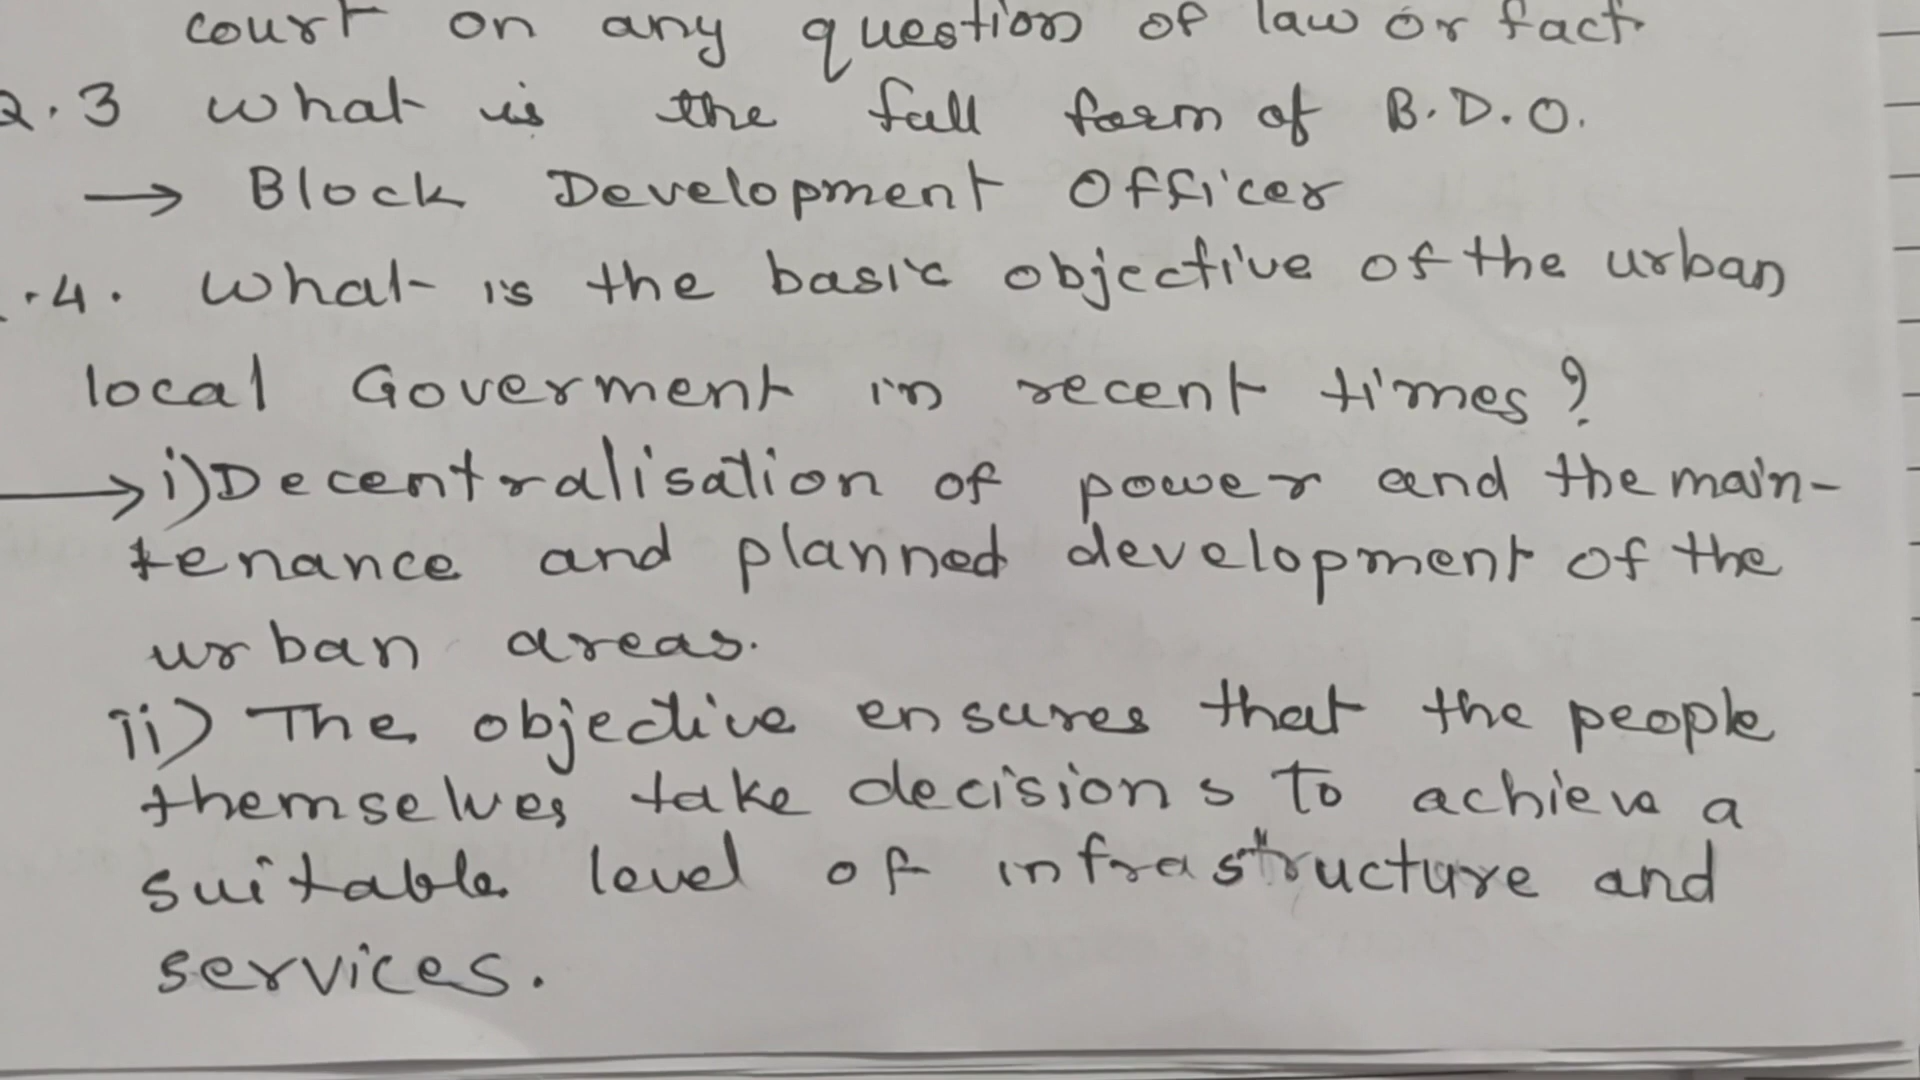 court on any question of law or fact
2.3 what is the full form of B.D.O.
→ Block Development Officer
.4. what is the basic objective of the urban
local Goverment in recent times?
→ i) Decentralisation of power and the main-
tenance and planned development of the
urban areas.
ii) The objective ensures that the people
themselves take decisions to achieve a
suitable level of infrastructure and
services.